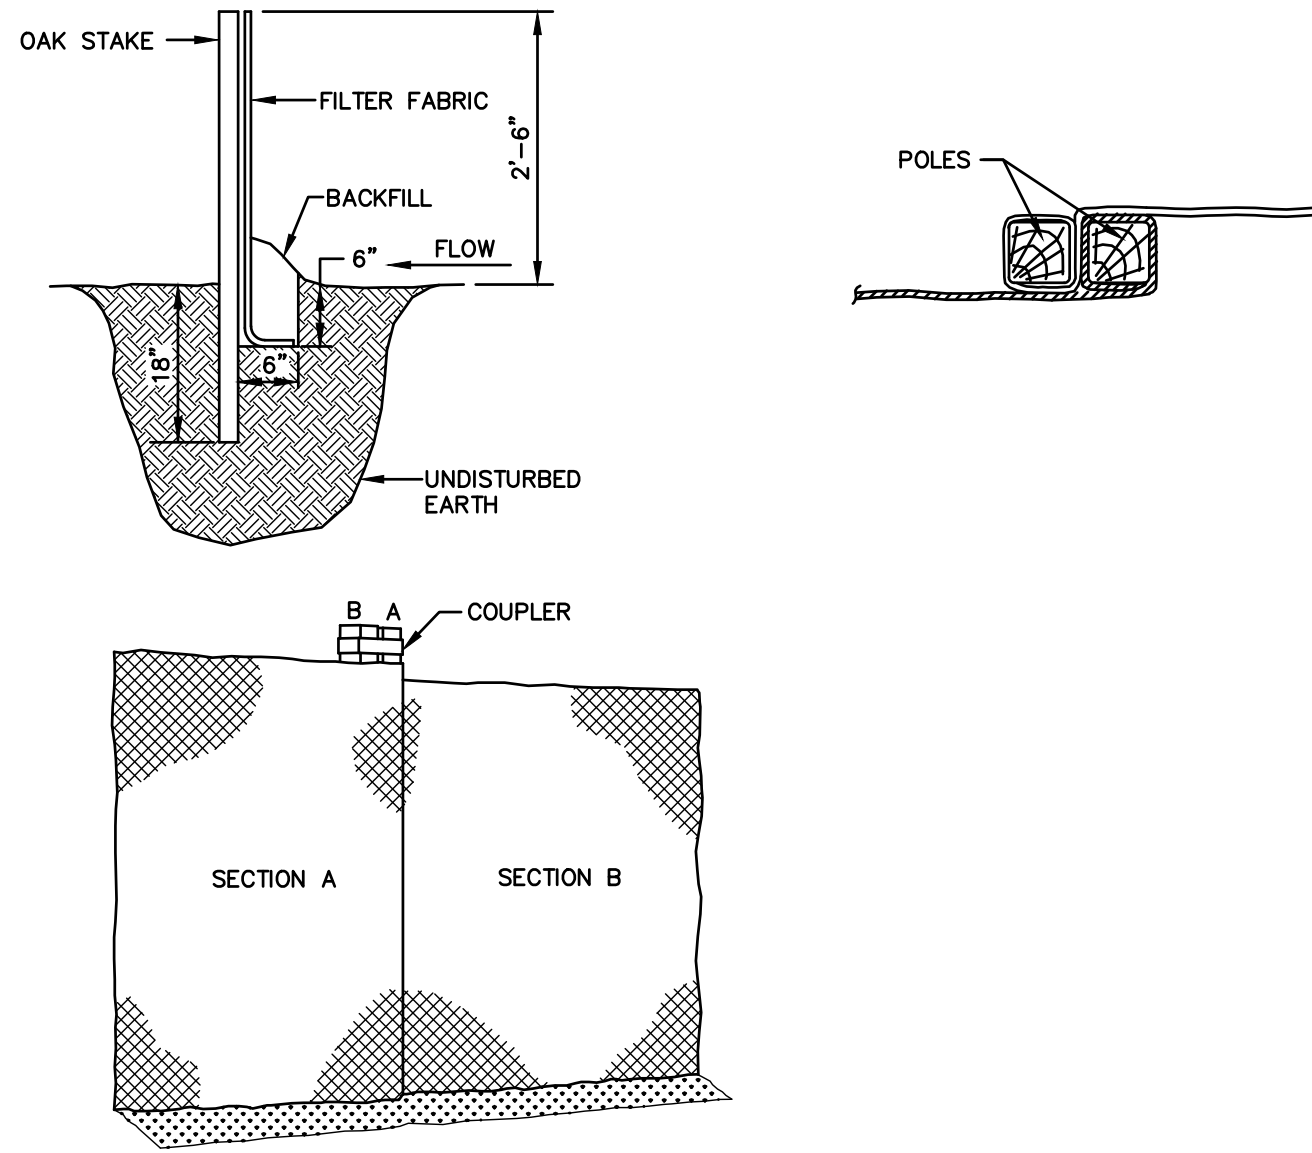 OAK STAKE
FILTER FABRIC
2'-6"
BACKFILL
6"
FLOW
18"
6"
UNDISTURBED
EARTH
POLES
B A
COUPLER
SECTION A
SECTION B